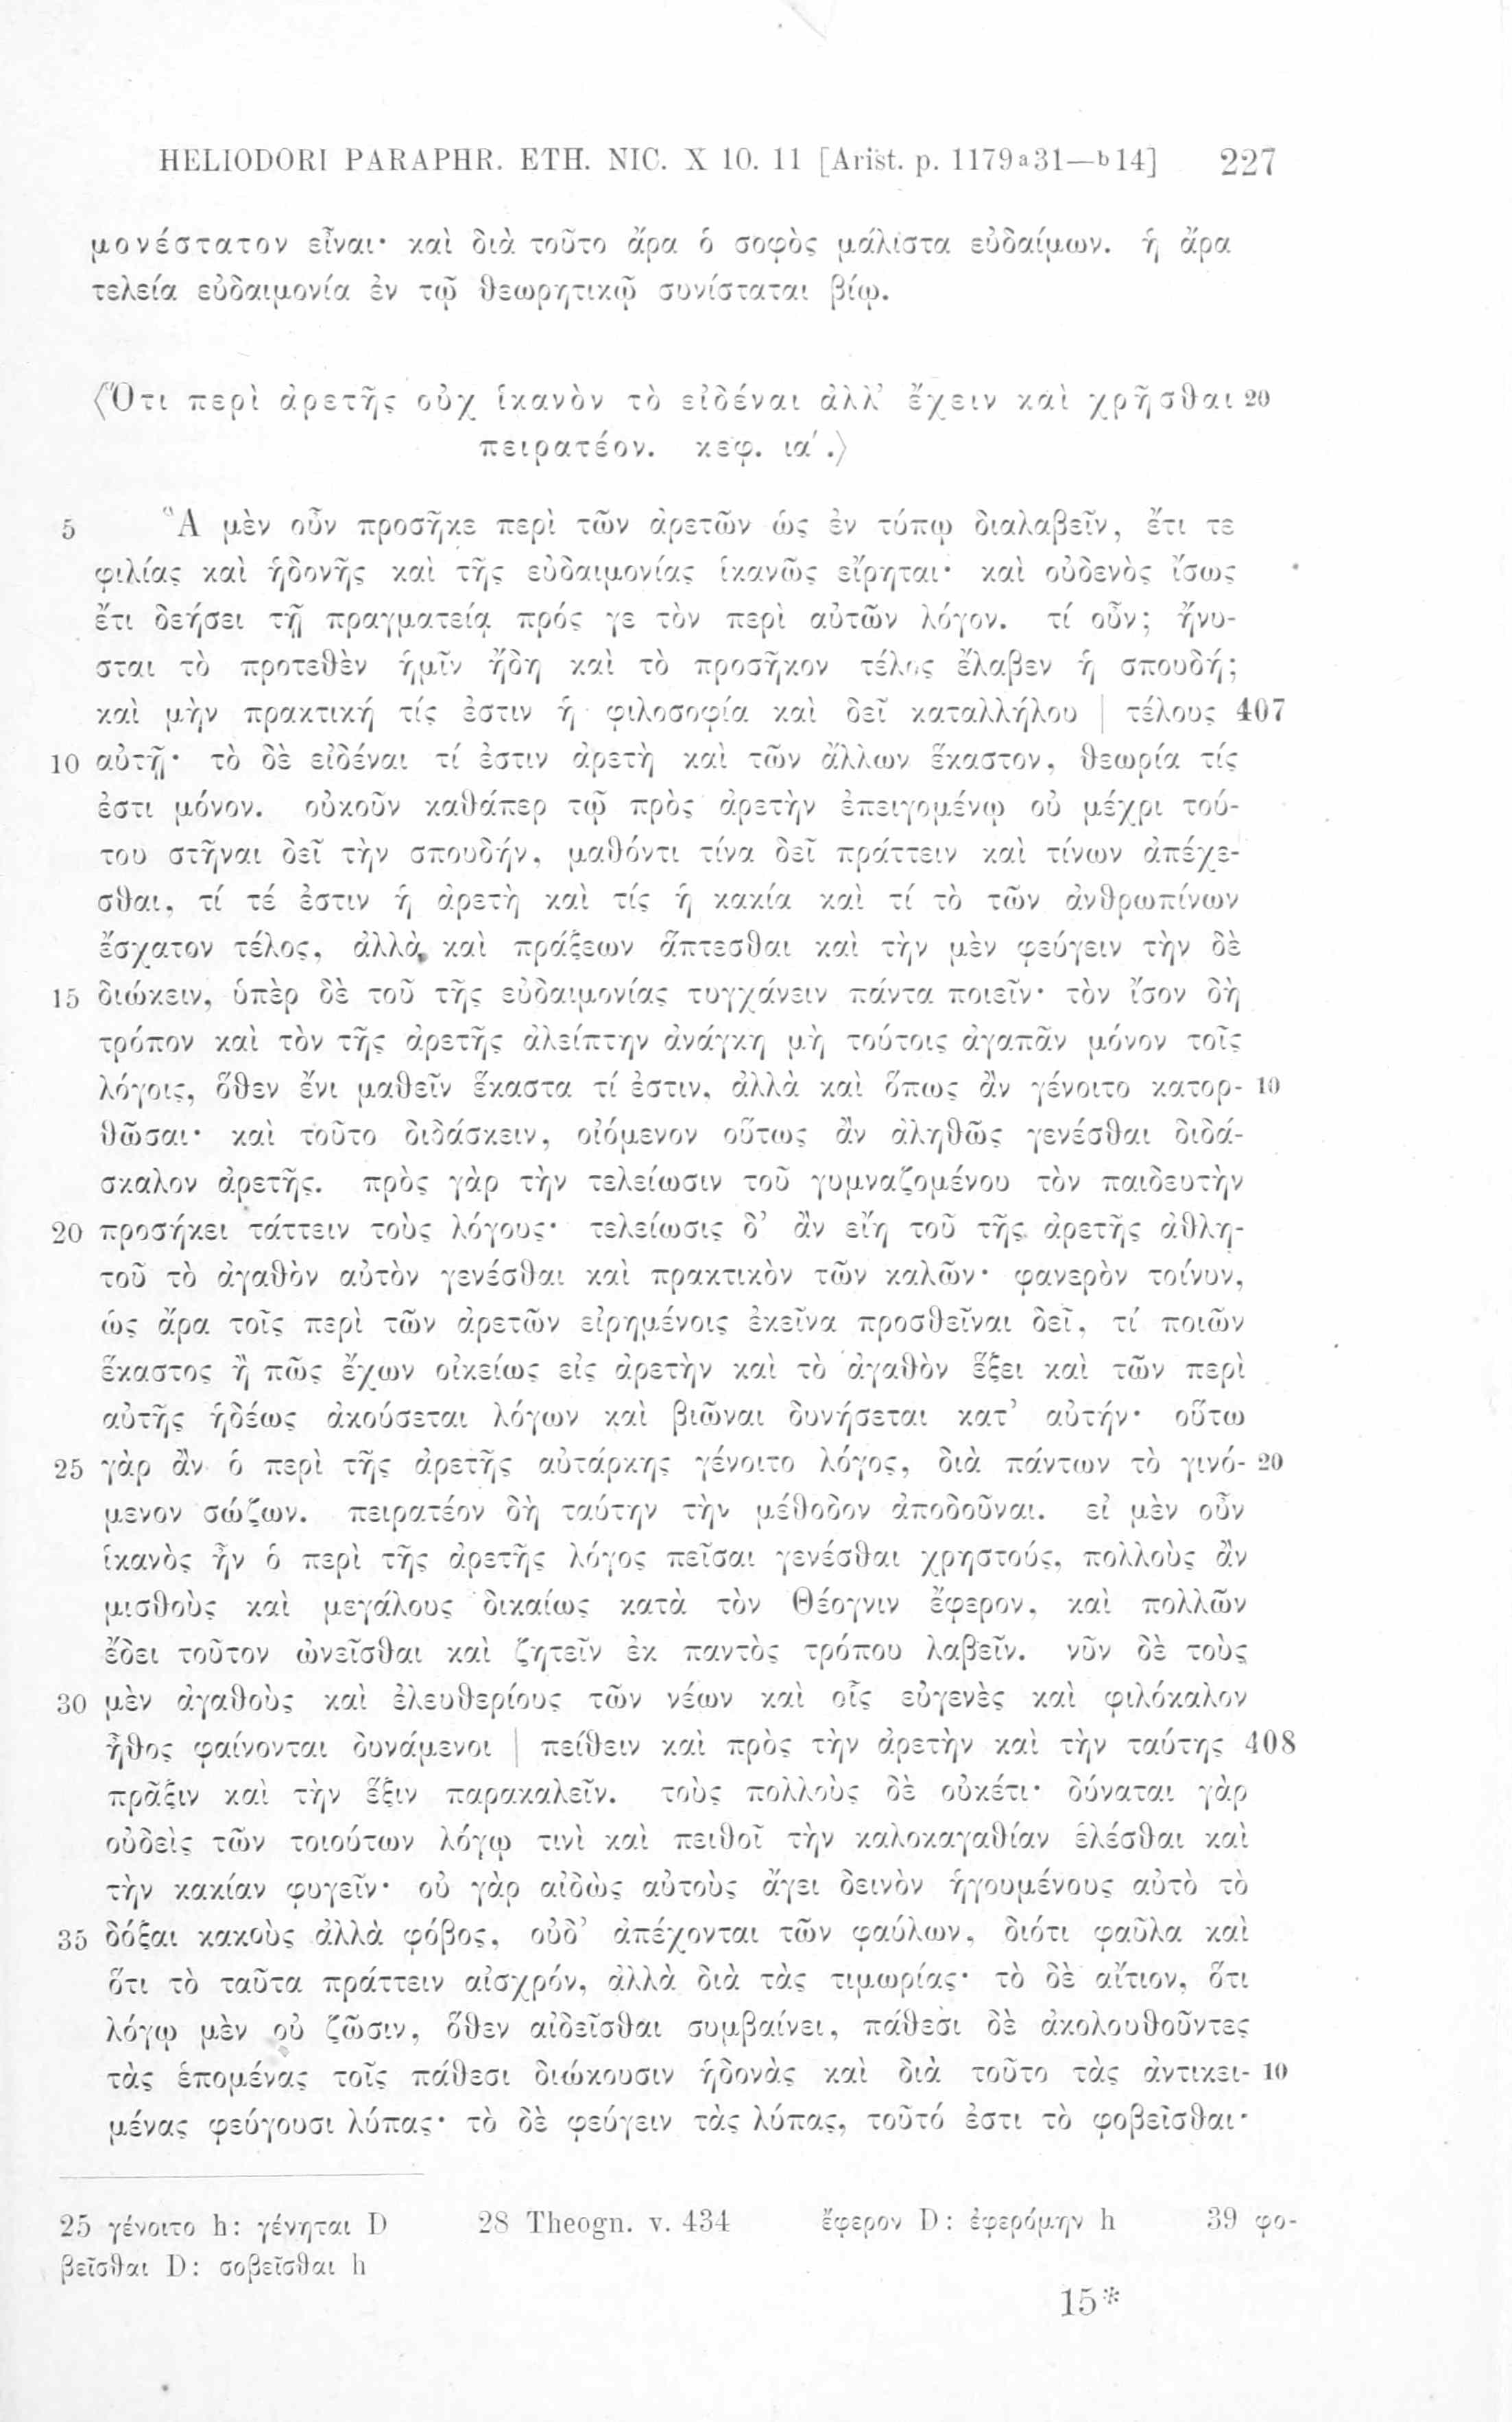 HELIODORI PARAPHR. ETH. NIC. X 10. 11 [Arist. p. 1179a31—b14] 227
μονέστατον εἶναι· καὶ διὰ τοῦτο ἄρα ὁ σοφὸς μάλιστα εὐδαίμων. ἡ ἄρα
τελεία εὐδαιμονία ἐν τῷ θεωρητικῷ συνίσταται βίῳ.
⟨Ὅτι περὶ ἀρετῆς οὐχ ἱκανὸν τὸ εἰδέναι ἀλλ’ ἔχειν καὶ χρῆσθαι 20
πειρατέον. κεφ. ια΄.⟩
5 Ἃ μὲν οὖν προσῆκε περὶ τῶν ἀρετῶν ὡς ἐν τύπῳ διαλαβεῖν, ἔτι τε
φιλίας καὶ ἡδονῆς καὶ τῆς εὐδαιμονίας ἱκανῶς εἴρηται· καὶ οὐδενὸς ἴσως
ἔτι δεήσει τῇ πραγματείᾳ πρός γε τὸν περὶ αὐτῶν λόγον. τί οὖν; ἤνυ-
σται τὸ προτεθὲν ἡμῖν ἤδη καὶ τὸ προσῆκον τέλος ἔλαβεν ἡ σπουδή;
καὶ μὴν πρακτική τίς ἐστιν ἡ φιλοσοφία καὶ δεῖ καταλλήλου | τέλους 407
10 αὐτῇ· τὸ δὲ εἰδέναι τί ἐστιν ἀρετὴ καὶ τῶν ἄλλων ἕκαστον, θεωρία τίς
ἐστι μόνον. οὐκοῦν καθάπερ τῷ πρὸς ἀρετὴν ἐπειγομένῳ οὐ μέχρι τού-
του στῆναι δεῖ τὴν σπουδήν, μαθόντι τίνα δεῖ πράττειν καὶ τίνων ἀπέχε-
σθαι, τί τέ ἐστιν ἡ ἀρετὴ καὶ τίς ἡ κακία καὶ τί τὸ τῶν ἀνθρωπίνων
ἔσχατον τέλος, ἀλλὰ καὶ πράξεων ἅπτεσθαι καὶ τὴν μὲν φεύγειν τὴν δὲ
15 διώκειν, ὑπὲρ δὲ τοῦ τῆς εὐδαιμονίας τυγχάνειν πάντα ποιεῖν· τὸν ἴσον δὴ
τρόπον καὶ τὸν τῆς ἀρετῆς ἀλείπτην ἀνάγκη μὴ τούτοις ἀγαπᾶν μόνον τοῖς
λόγοις, ὅθεν ἔνι μαθεῖν ἕκαστα τί ἐστιν, ἀλλὰ καὶ ὅπως ἂν γένοιτο κατορ- 10
θῶσαι· καὶ τοῦτο διδάσκειν, οἰόμενον οὕτως ἂν ἀληθῶς γενέσθαι διδά-
σκαλον ἀρετῆς. πρὸς γὰρ τὴν τελείωσιν τοῦ γυμναζομένου τὸν παιδευτὴν
20 προσήκει τάττειν τοὺς λόγους· τελείωσις δ’ ἂν εἴη τοῦ τῆς ἀρετῆς ἀθλη-
τοῦ τὸ ἀγαθὸν αὐτὸν γενέσθαι καὶ πρακτικὸν τῶν καλῶν· φανερὸν τοίνυν,
ὡς ἄρα τοῖς περὶ τῶν ἀρετῶν εἰρημένοις ἐκεῖνα προσθεῖναι δεῖ, τί ποιῶν
ἕκαστος ἢ πῶς ἔχων οἰκείως εἰς ἀρετὴν καὶ τὸ ἀγαθὸν ἕξει καὶ τῶν περὶ
αὐτῆς ἡδέως ἀκούσεται λόγων καὶ βιῶναι δυνήσεται κατ’ αὐτήν· οὕτω
25 γὰρ ἂν ὁ περὶ τῆς ἀρετῆς αὐτάρκης γένοιτο λόγος, διὰ πάντων τὸ γινό- 20
μενον σώζων. πειρατέον δὴ ταύτην τὴν μέθοδον ἀποδοῦναι. εἰ μὲν οὖν
ἱκανὸς ἦν ὁ περὶ τῆς ἀρετῆς λόγος πεῖσαι γενέσθαι χρηστούς, πολλοὺς ἂν
μισθοὺς καὶ μεγάλους δικαίως κατὰ τὸν Θέογνιν ἔφερον, καὶ πολλῶν
ἔδει τοῦτον ὠνεῖσθαι καὶ ζητεῖν ἐκ παντὸς τρόπου λαβεῖν. νῦν δὲ τοὺς
30 μὲν ἀγαθοὺς καὶ ἐλευθερίους τῶν νέων καὶ οἷς εὐγενὲς καὶ φιλόκαλον
ἦθος φαίνονται δυνάμενοι | πείθειν καὶ πρὸς τὴν ἀρετὴν καὶ τὴν ταύτης 408
πρᾶξιν καὶ τὴν ἕξιν παρακαλεῖν. τοὺς πολλοὺς δὲ οὐκέτι· δύναται γὰρ
οὐδεὶς τῶν τοιούτων λόγῳ τινὶ καὶ πειθοῖ τὴν καλοκαγαθίαν ἑλέσθαι καὶ
τὴν κακίαν φυγεῖν· οὐ γὰρ αἰδὼς αὐτοὺς ἄγει δεινὸν ἡγουμένους αὐτὸ τὸ
35 δόξαι κακοὺς ἀλλὰ φόβος, οὐδ’ ἀπέχονται τῶν φαύλων, διότι φαῦλα καὶ
ὅτι τὸ ταῦτα πράττειν αἰσχρόν, ἀλλὰ διὰ τὰς τιμωρίας· τὸ δὲ αἴτιον, ὅτι
λόγῳ μὲν οὐ ζῶσιν, ὅθεν αἰδεῖσθαι συμβαίνει, πάθεσι δὲ ἀκολουθοῦντες
τὰς ἑπομένας τοῖς πάθεσι διώκουσιν ἡδονὰς καὶ διὰ τοῦτο τὰς ἀντικει- 10
μένας φεύγουσι λύπας· τὸ δὲ φεύγειν τὰς λύπας, τοῦτό ἐστι τὸ φοβεῖσθαι·
25 γένοιτο h: γένηται D 28 Theogn. v. 434 ἔφερον D: ἐφερόμην h 39 φο-
βεῖσθαι D: σοβεῖσθαι h
15*